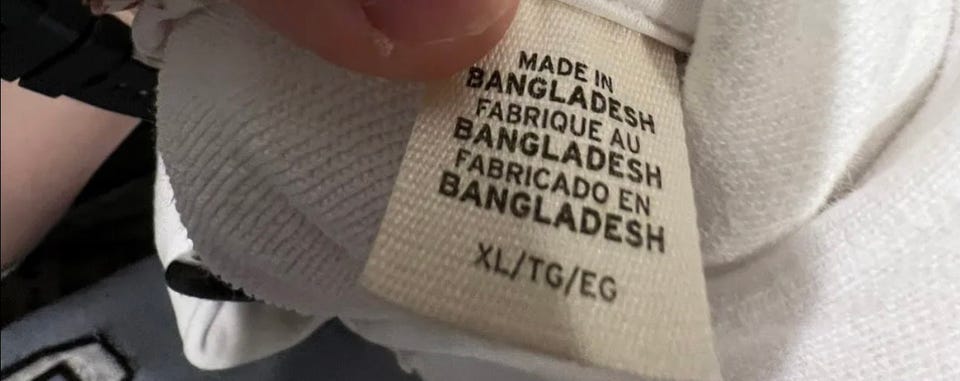 MADE IN
BANGLADESH
FABRIQUE AU
BANGLADESH
FABRICADO EN
BANGLADESH
XL/TG/EG